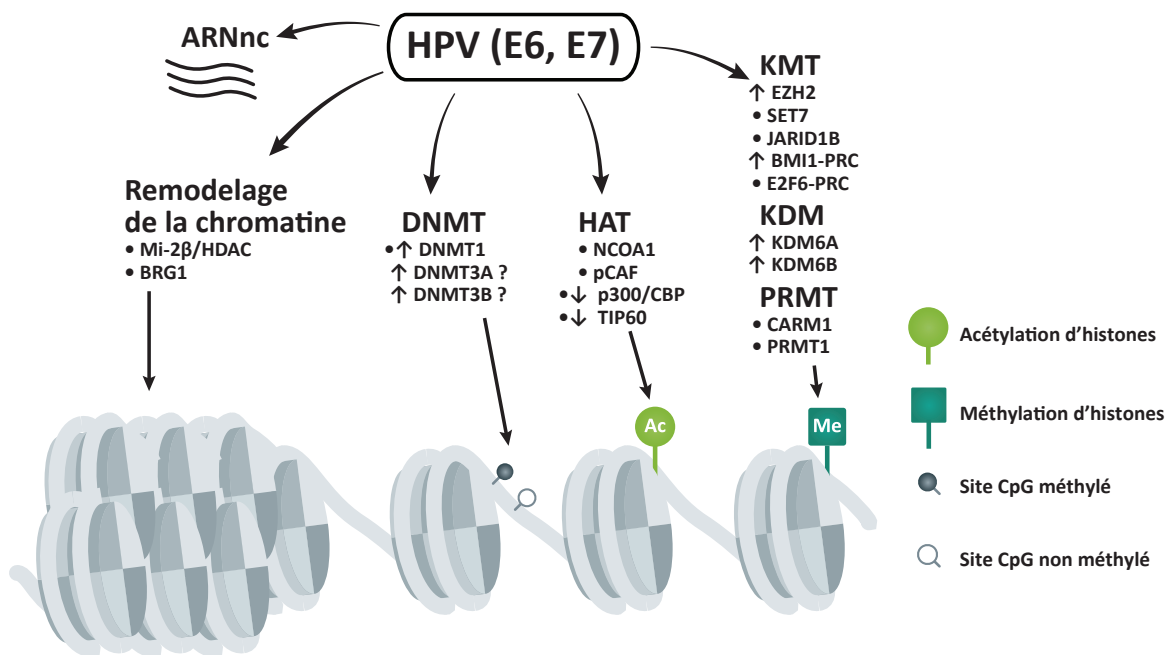 ARNnc
HPV (E6, E7)
KMT
↑ EZH2
• SET7
• JARID1B
↑ BMI1-PRC
• E2F6-PRC
KDM
↑ KDM6A
↑ KDM6B
PRMT
• CARM1
• PRMT1
Remodelage
de la chromatine
• Mi-2β/HDAC
• BRG1
DNMT
•↑ DNMT1
↑ DNMT3A ?
↑ DNMT3B ?
HAT
• NCOA1
• pCAF
•↓ p300/CBP
•↓ TIP60
Ac
Me
Acétylation d’histones
Méthylation d’histones
Site CpG méthylé
Site CpG non méthylé